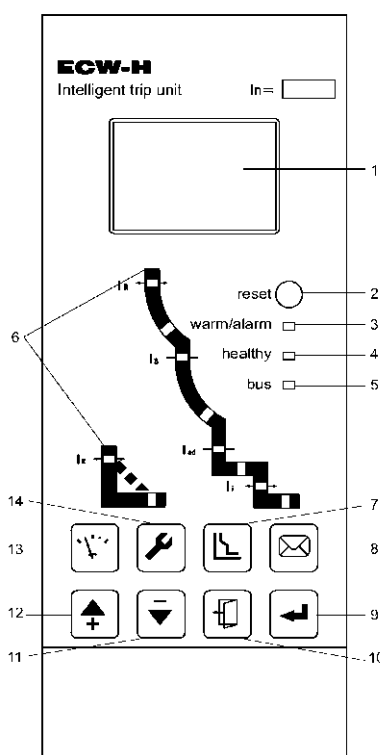 ECW-H
Intelligent trip unit In=
1
reset 2
warm/alarm 3
healthy 4
bus 5
6
IR
Is
Isd
Ii
14 7
13 8
12 + − 9
11 10